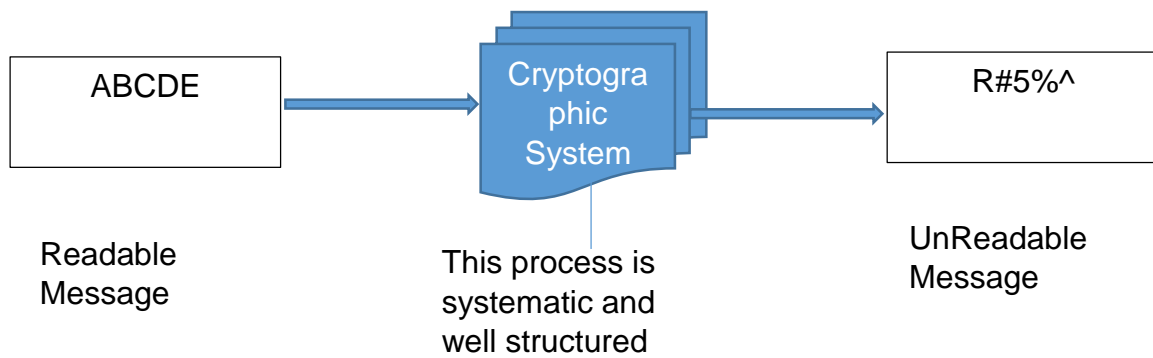 ABCDE
Cryptogra
phic
System
R#5%^
Readable
Message
This process is
systematic and
well structured
UnReadable
Message